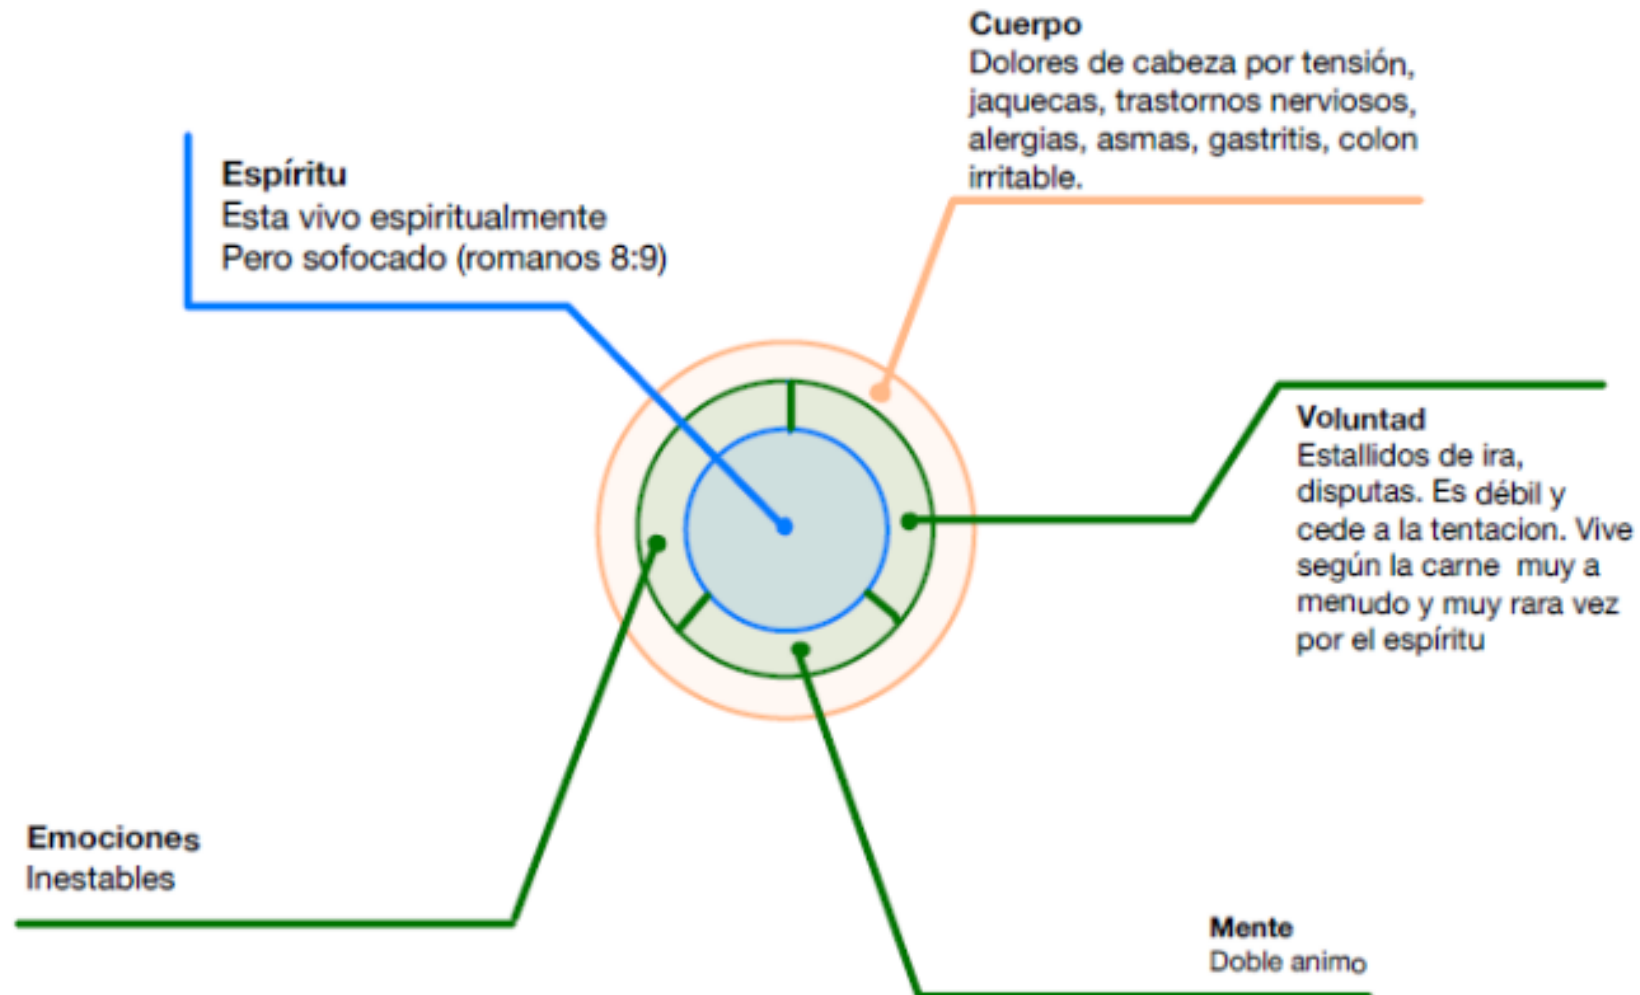 Cuerpo
Dolores de cabeza por tensión,
jaquecas, trastornos nerviosos,
alergias, asmas, gastritis, colon
irritable.
Espíritu
Esta vivo espiritualmente
Pero sofocado (romanos 8:9)
Voluntad
Estallidos de ira,
disputas. Es débil y
cede a la tentacion. Vive
según la carne  muy a
menudo y muy rara vez
por el espíritu
Emociones
Inestables
Mente
Doble animo